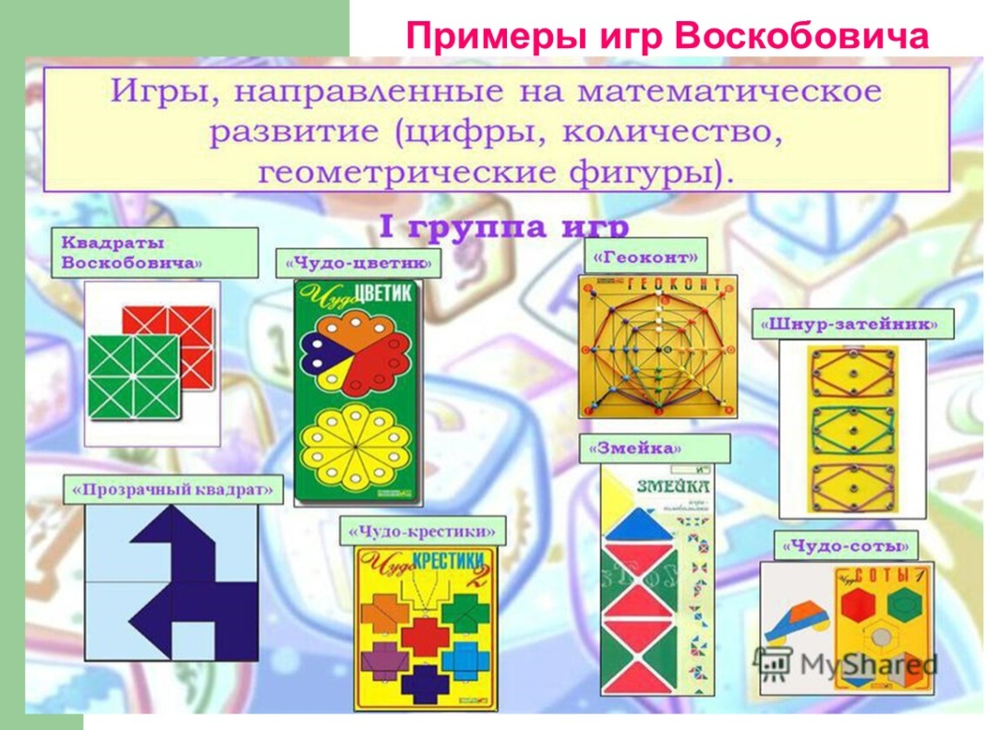 Примеры игр Воскобовича
Игры, направленные на математическое
развитие (цифры, количество,
геометрические фигуры).
I группа игр
Квадраты
Воскобовича»
«Чудо-цветик»
Чудо ЦВЕТИК
«Геоконт»
ГЕОКОНТ
«Шнур-затейник»
«Змейка»
ЗМЕЙКА
«Прозрачный квадрат»
«Чудо-крестики»
Чудо КРЕСТИКИ
2
«Чудо-соты»
Чудо СОТЫ 1
MyShared